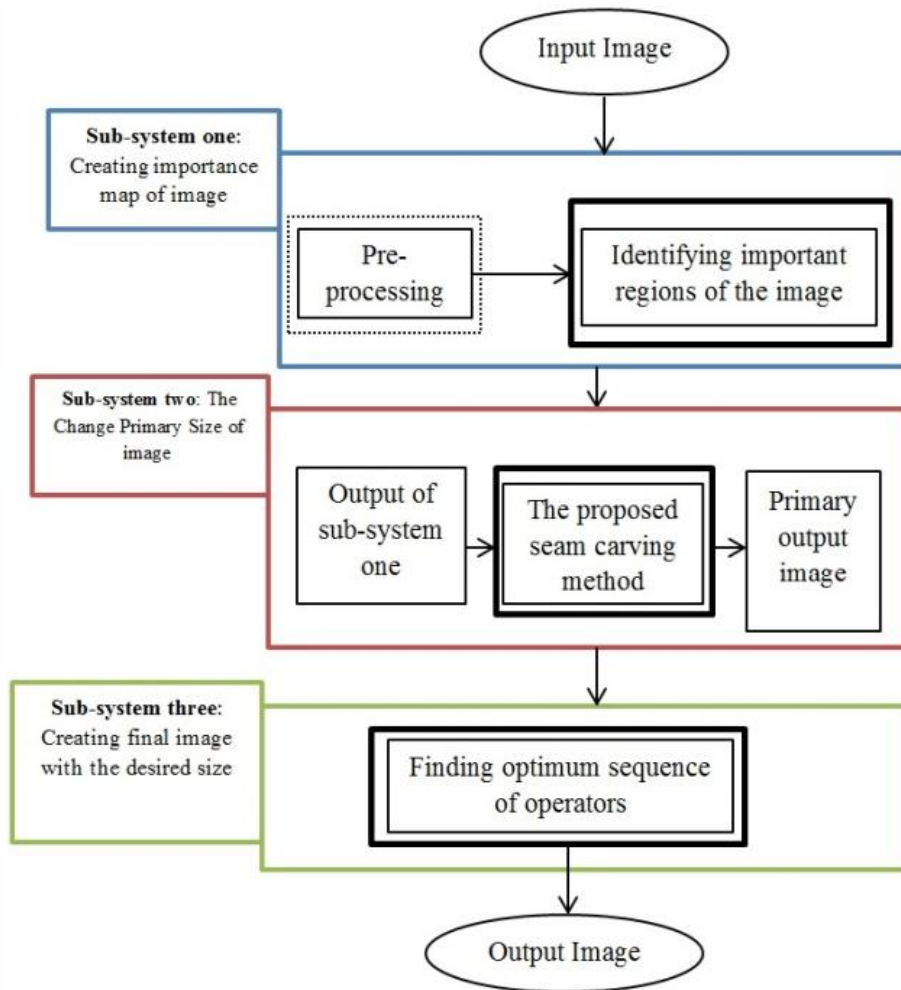 Input Image
Sub-system one:
Creating importance
map of image
Pre-
processing
Identifying important
regions of the image
Sub-system two: The
Change Primary Size of
image
Output of
sub-system
one
The proposed
seam carving
method
Primary
output
image
Sub-system three:
Creating final image
with the desired size
Finding optimum sequence
of operators
Output Image